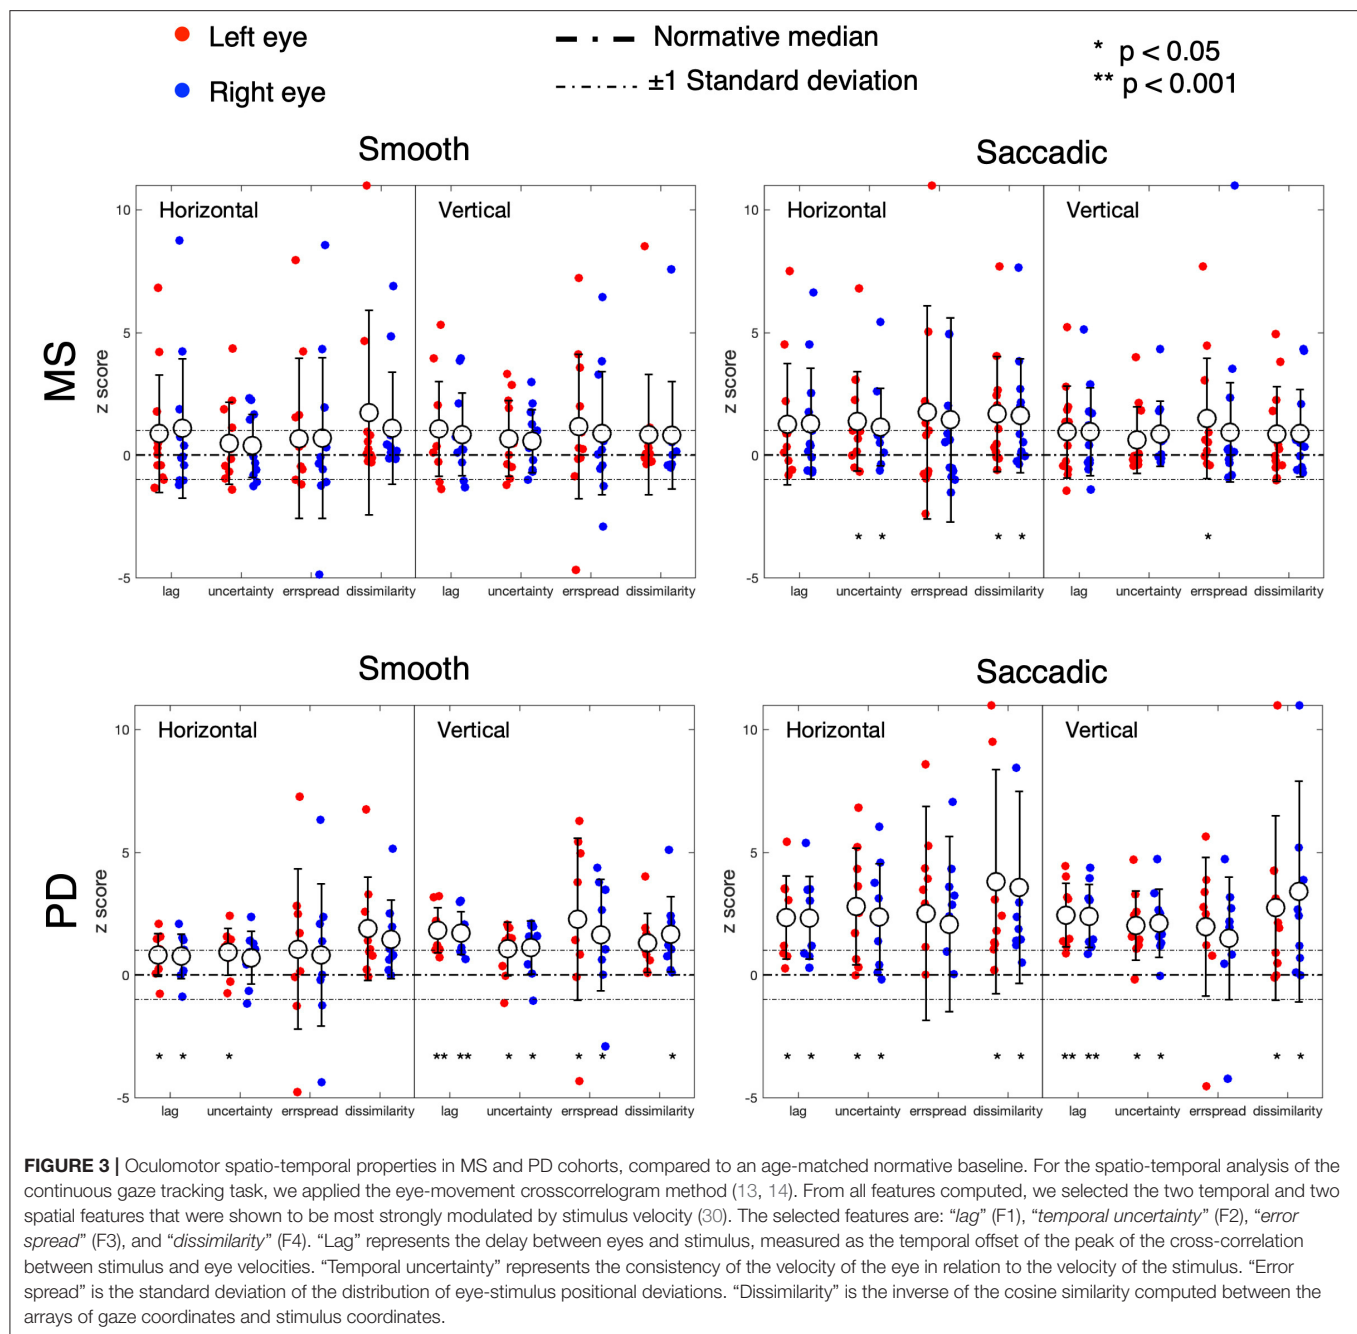 Left eye
Right eye
Normative median
±1 Standard deviation
* p < 0.05
** p < 0.001
Smooth
Saccadic
MS
z score
10
5
0
-5
Horizontal
Vertical
lag
uncertainty
errspread
dissimilarity
lag
uncertainty
errspread
dissimilarity
z score
10
5
0
-5
Horizontal
Vertical
* * * * *
lag
uncertainty
errspread
dissimilarity
lag
uncertainty
errspread
dissimilarity
Smooth
Saccadic
PD
z score
10
5
0
-5
Horizontal
Vertical
* * * ** ** * * * * *
lag
uncertainty
errspread
dissimilarity
lag
uncertainty
errspread
dissimilarity
z score
10
5
0
-5
Horizontal
Vertical
* * * * * * ** ** * * * *
lag
uncertainty
errspread
dissimilarity
lag
uncertainty
errspread
dissimilarity
FIGURE 3 | Oculomotor spatio-temporal properties in MS and PD cohorts, compared to an age-matched normative baseline. For the spatio-temporal analysis of the
continuous gaze tracking task, we applied the eye-movement crosscorrelogram method (13, 14). From all features computed, we selected the two temporal and two
spatial features that were shown to be most strongly modulated by stimulus velocity (30). The selected features are: “lag” (F1), “temporal uncertainty” (F2), “error
spread” (F3), and “dissimilarity” (F4). “Lag” represents the delay between eyes and stimulus, measured as the temporal offset of the peak of the cross-correlation
between stimulus and eye velocities. “Temporal uncertainty” represents the consistency of the velocity of the eye in relation to the velocity of the stimulus. “Error
spread” is the standard deviation of the distribution of eye-stimulus positional deviations. “Dissimilarity” is the inverse of the cosine similarity computed between the
arrays of gaze coordinates and stimulus coordinates.